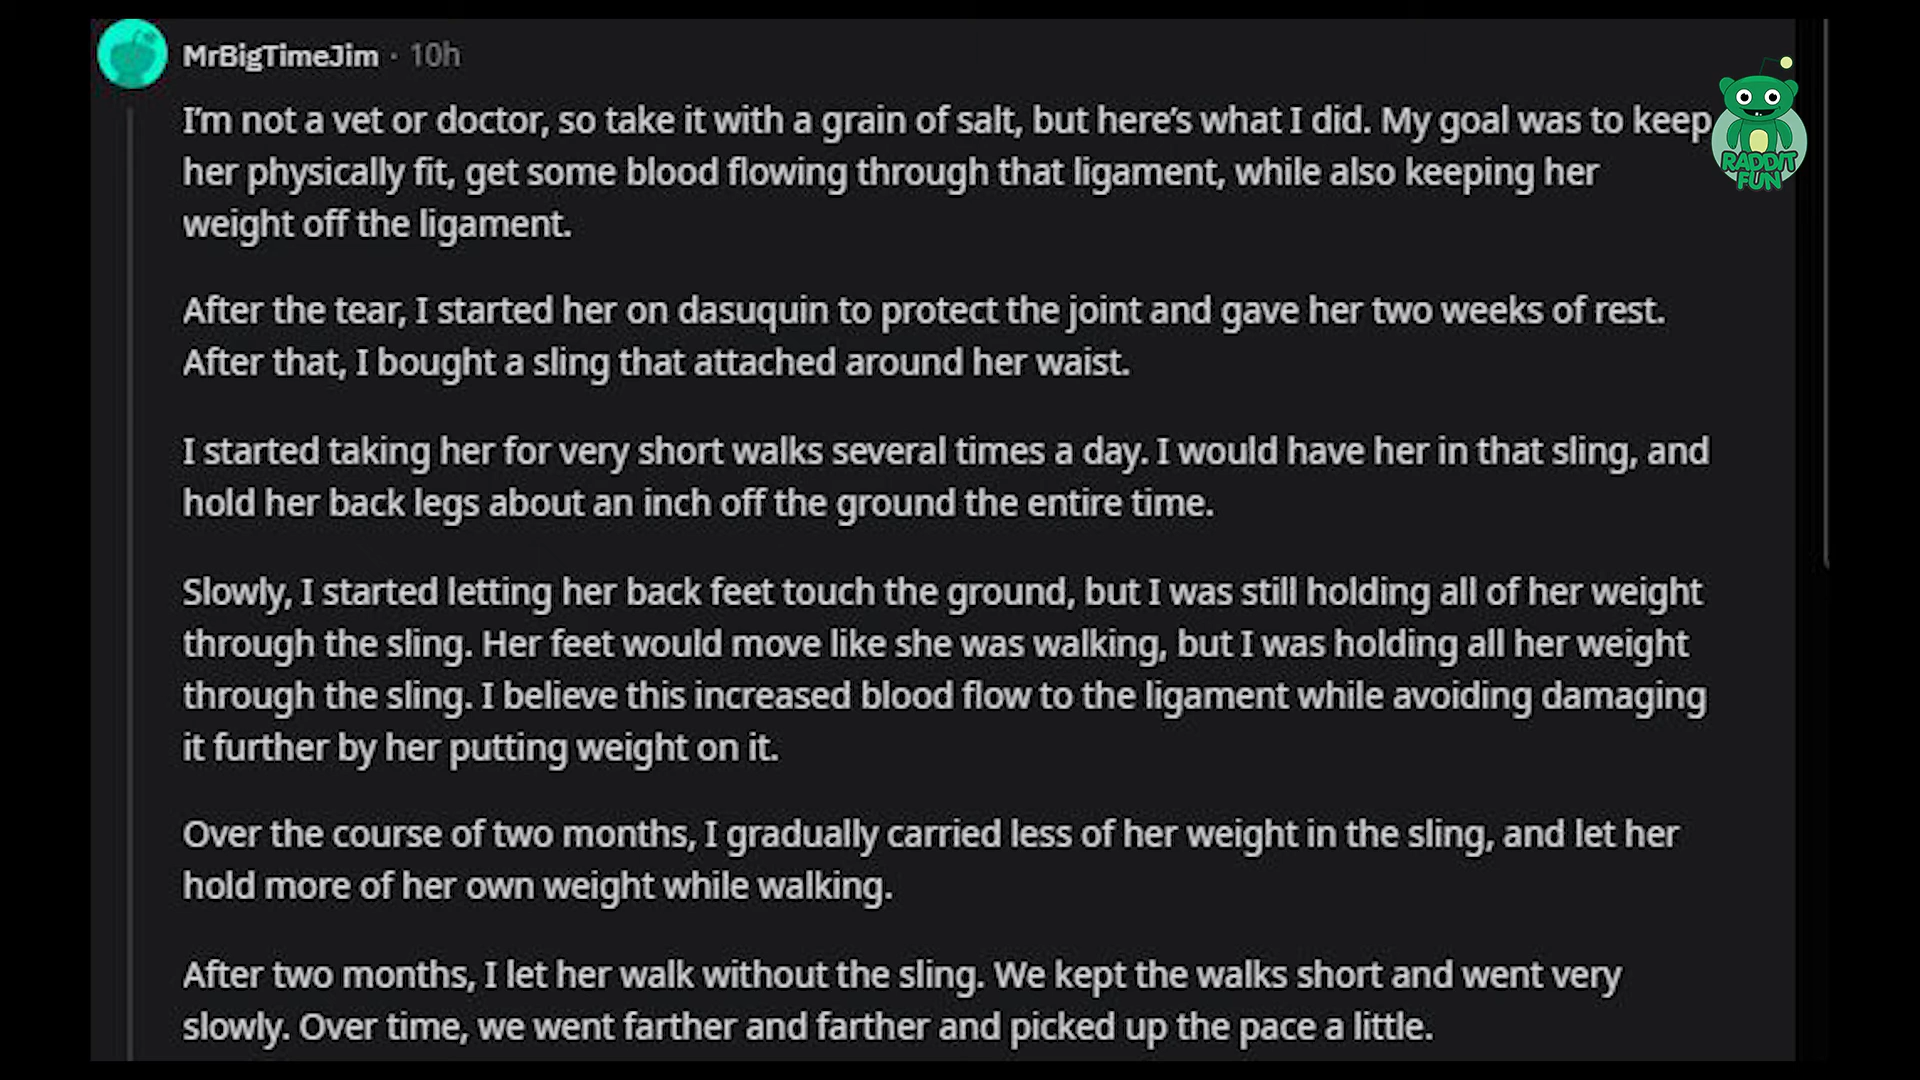 MrBigTimeJim · 10h
I'm not a vet or doctor, so take it with a grain of salt, but here's what I did. My goal was to keep
her physically fit, get some blood flowing through that ligament, while also keeping her
weight off the ligament.
After the tear, I started her on dasuquin to protect the joint and gave her two weeks of rest.
After that, I bought a sling that attached around her waist.
I started taking her for very short walks several times a day. I would have her in that sling, and
hold her back legs about an inch off the ground the entire time.
Slowly, I started letting her back feet touch the ground, but I was still holding all of her weight
through the sling. Her feet would move like she was walking, but I was holding all her weight
through the sling. I believe this increased blood flow to the ligament while avoiding damaging
it further by her putting weight on it.
Over the course of two months, I gradually carried less of her weight in the sling, and let her
hold more of her own weight while walking.
After two months, I let her walk without the sling. We kept the walks short and went very
slowly. Over time, we went farther and farther and picked up the pace a little.
RADDIT
FUN